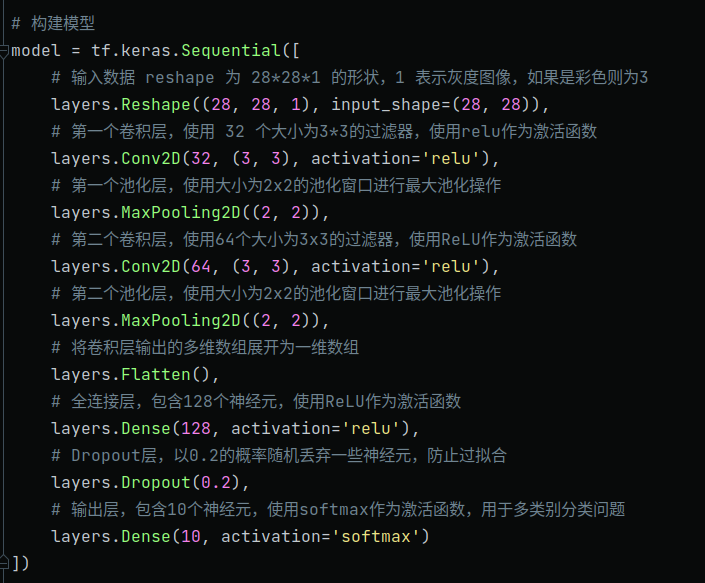 # 构建模型
model = tf.keras.Sequential([
    # 输入数据 reshape 为 28*28*1 的形状，1 表示灰度图像，如果是彩色则为3
    layers.Reshape((28, 28, 1), input_shape=(28, 28)),
    # 第一个卷积层，使用 32 个大小为3*3的过滤器，使用relu作为激活函数
    layers.Conv2D(32, (3, 3), activation='relu'),
    # 第一个池化层，使用大小为2x2的池化窗口进行最大池化操作
    layers.MaxPooling2D((2, 2)),
    # 第二个卷积层，使用64个大小为3x3的过滤器，使用ReLU作为激活函数
    layers.Conv2D(64, (3, 3), activation='relu'),
    # 第二个池化层，使用大小为2x2的池化窗口进行最大池化操作
    layers.MaxPooling2D((2, 2)),
    # 将卷积层输出的多维数组展开为一维数组
    layers.Flatten(),
    # 全连接层，包含128个神经元，使用ReLU作为激活函数
    layers.Dense(128, activation='relu'),
    # Dropout层，以0.2的概率随机丢弃一些神经元，防止过拟合
    layers.Dropout(0.2),
    # 输出层，包含10个神经元，使用softmax作为激活函数，用于多类别分类问题
    layers.Dense(10, activation='softmax')
])